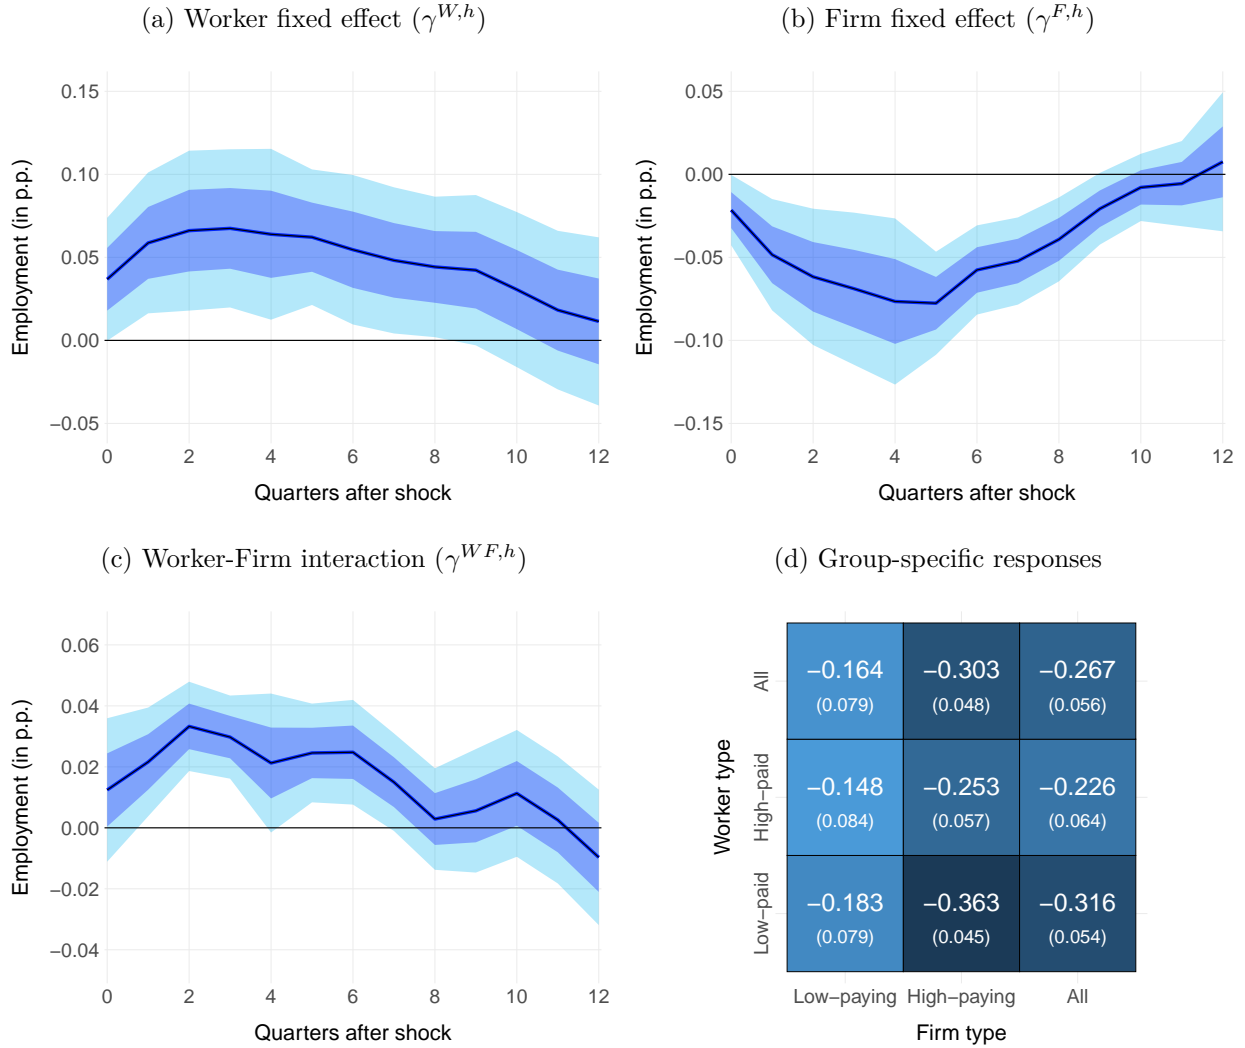 (a) Worker fixed effect (γ^{W,h})
0.15
0.10
0.05
0.00
−0.05
Employment (in p.p.)
0 2 4 6 8 10 12
Quarters after shock
(b) Firm fixed effect (γ^{F,h})
0.05
0.00
−0.05
−0.10
−0.15
Employment (in p.p.)
0 2 4 6 8 10 12
Quarters after shock
(c) Worker-Firm interaction (γ^{WF,h})
0.06
0.04
0.02
0.00
−0.02
−0.04
Employment (in p.p.)
0 2 4 6 8 10 12
Quarters after shock
(d) Group-specific responses
Worker type
All
−0.164 −0.303 −0.267
(0.079) (0.048) (0.056)
High−paid
−0.148 −0.253 −0.226
(0.084) (0.057) (0.064)
Low−paid
−0.183 −0.363 −0.316
(0.079) (0.045) (0.054)
Low−paying High−paying All
Firm type